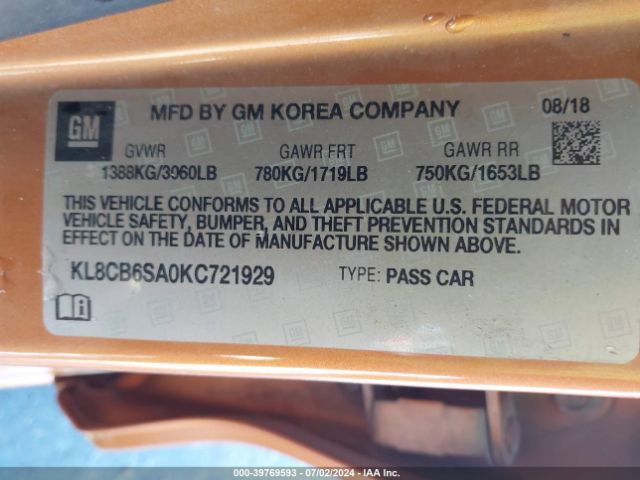 GM
MFD BY GM KOREA COMPANY 08/18
GVWR GAWR FRT GAWR RR
1388KG/3060LB 780KG/1719LB 750KG/1653LB
THIS VEHICLE CONFORMS TO ALL APPLICABLE U.S. FEDERAL MOTOR
VEHICLE SAFETY, BUMPER, AND THEFT PREVENTION STANDARDS IN
EFFECT ON THE DATE OF MANUFACTURE SHOWN ABOVE.
KL8CB6SA0KC721929 TYPE: PASS CAR
000-39769593 - 07/02/2024 - IAA Inc.